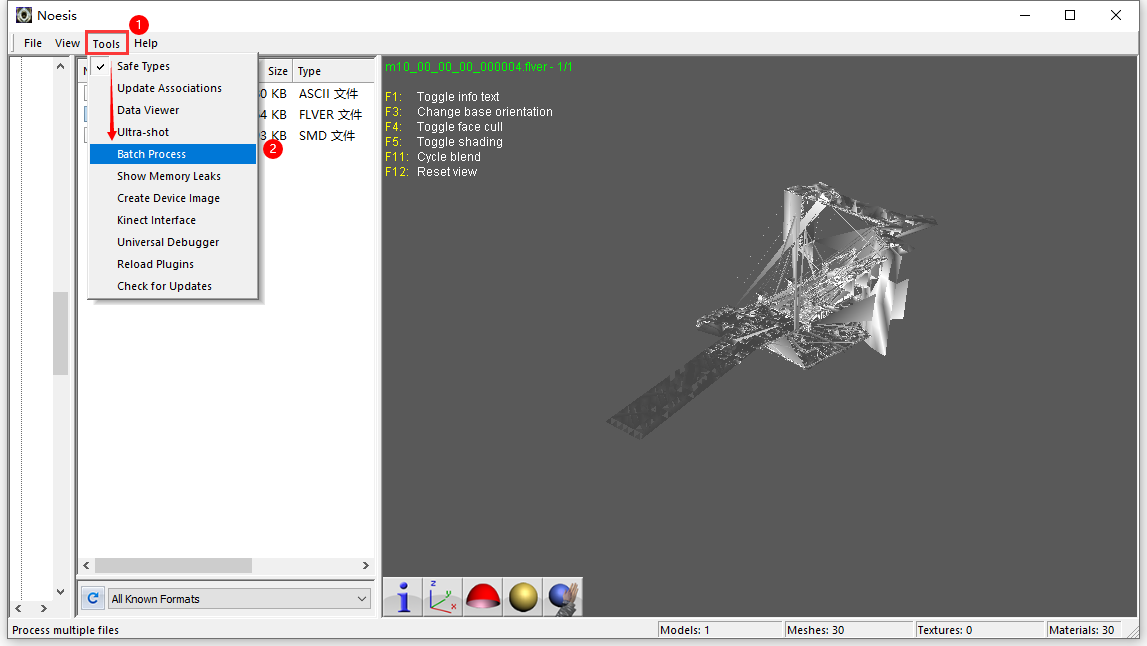 Noesis
1
File View Tools Help
Safe Types
Update Associations
Data Viewer
Ultra-shot
Batch Process
2
Show Memory Leaks
Create Device Image
Kinect Interface
Universal Debugger
Reload Plugins
Check for Updates
Size Type
0 KB ASCII 文件
4 KB FLVER 文件
3 KB SMD 文件
m10_00_00_00_000004.flver - 1/1
F1: Toggle info text
F3: Change base orientation
F4: Toggle face cull
F5: Toggle shading
F11: Cycle blend
F12: Reset view
All Known Formats
z
y
x
Process multiple files
Models: 1
Meshes: 30
Textures: 0
Materials: 30